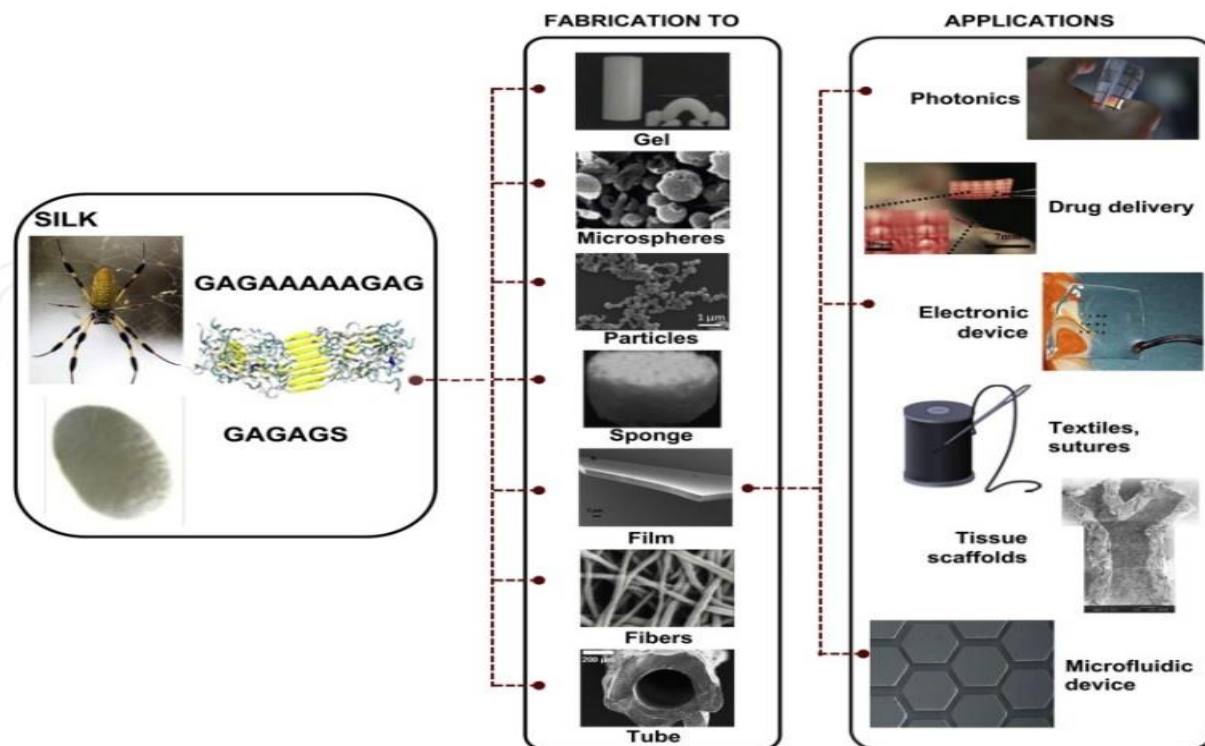 FABRICATION TO
APPLICATIONS
SILK
GAGAAAAAGAG
GAGAGS
Gel
Microspheres
1 µm
Particles
Sponge
Film
Fibers
200 µm
Tube
Photonics
Drug delivery
Electronic
device
Textiles,
sutures
Tissue
scaffolds
Microfluidic
device